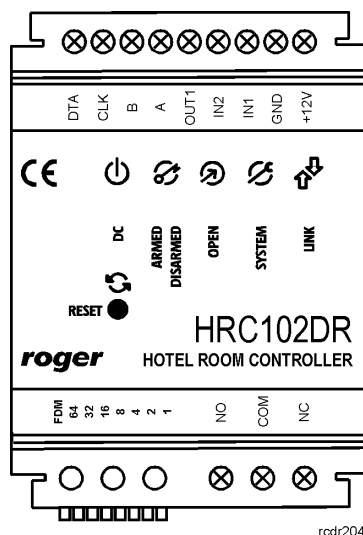 DTA CLK B A OUT1 IN2 IN1 GND +12V
CE
DC
ARMED
DISARMED
OPEN
SYSTEM
LINK
RESET
HRC102DR
roger HOTEL ROOM CONTROLLER
FDM 64 32 16 8 4 2 1 NO COM NC
rcdr204